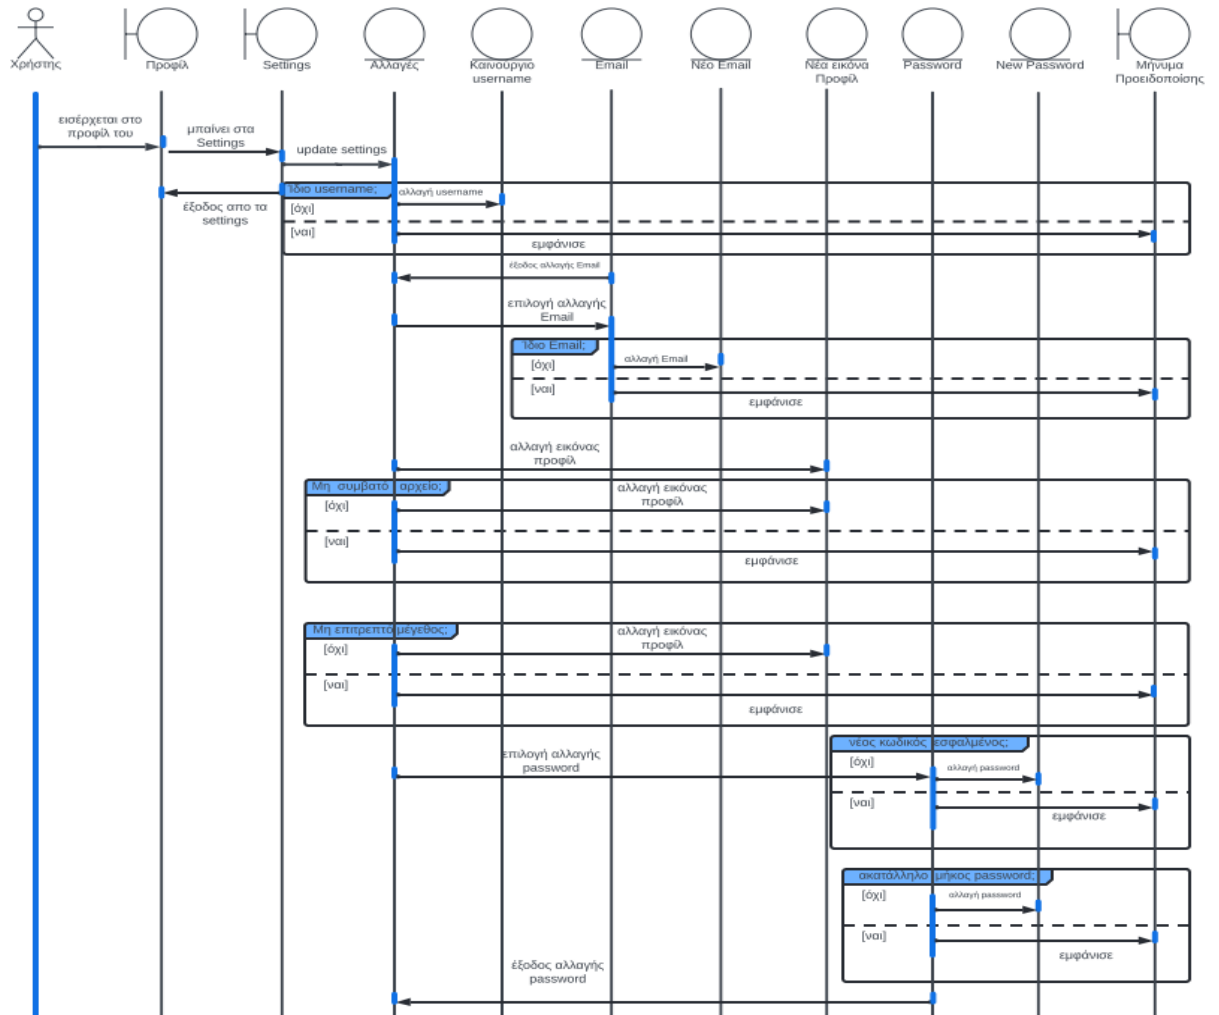 Χρήστης
Προφίλ
Settings
Αλλαγές
Καινούργιο
username
Email
Νέο Email
Νέα εικόνα
Προφίλ
Password
New Password
Μήνυμα
Προειδοποίσης
εισέρχεται στο
προφίλ του
μπαίνει στα
Settings
update settings
έξοδος απο τα
settings
Ίδιο username;
αλλαγή username
[όχι]
[ναι]
εμφάνισε
έξοδος αλλαγής Email
επιλογή αλλαγής
Email
Ίδιο Email;
αλλαγή Email
[όχι]
[ναι]
εμφάνισε
αλλαγή εικόνας
προφίλ
Μη συμβατό αρχείο;
αλλαγή εικόνας
προφίλ
[όχι]
[ναι]
εμφάνισε
Μη επιτρεπτό μέγεθος;
αλλαγή εικόνας
προφίλ
[όχι]
[ναι]
εμφάνισε
επιλογή αλλαγής
password
νέος κωδικός εσφαλμένος;
[όχι]
αλλαγή password
[ναι]
εμφάνισε
ακατάλληλο μήκος password;
[όχι]
αλλαγή password
[ναι]
εμφάνισε
έξοδος αλλαγής
password